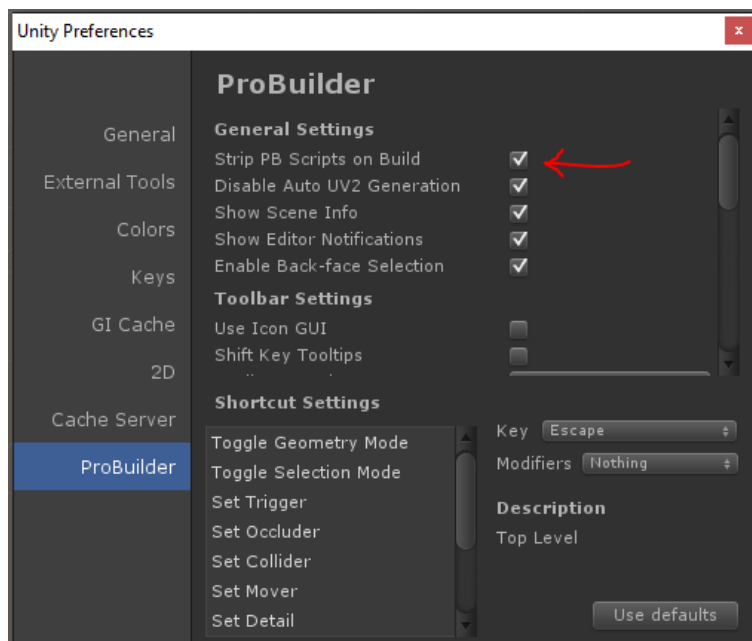 Unity Preferences
x
ProBuilder
General
External Tools
Colors
Keys
GI Cache
2D
Cache Server
ProBuilder
General Settings
Strip PB Scripts on Build
Disable Auto UV2 Generation
Show Scene Info
Show Editor Notifications
Enable Back-face Selection
Toolbar Settings
Use Icon GUI
Shift Key Tooltips
Shortcut Settings
Toggle Geometry Mode
Toggle Selection Mode
Set Trigger
Set Occluder
Set Collider
Set Mover
Set Detail
Key Escape
Modifiers Nothing
Description
Top Level
Use defaults